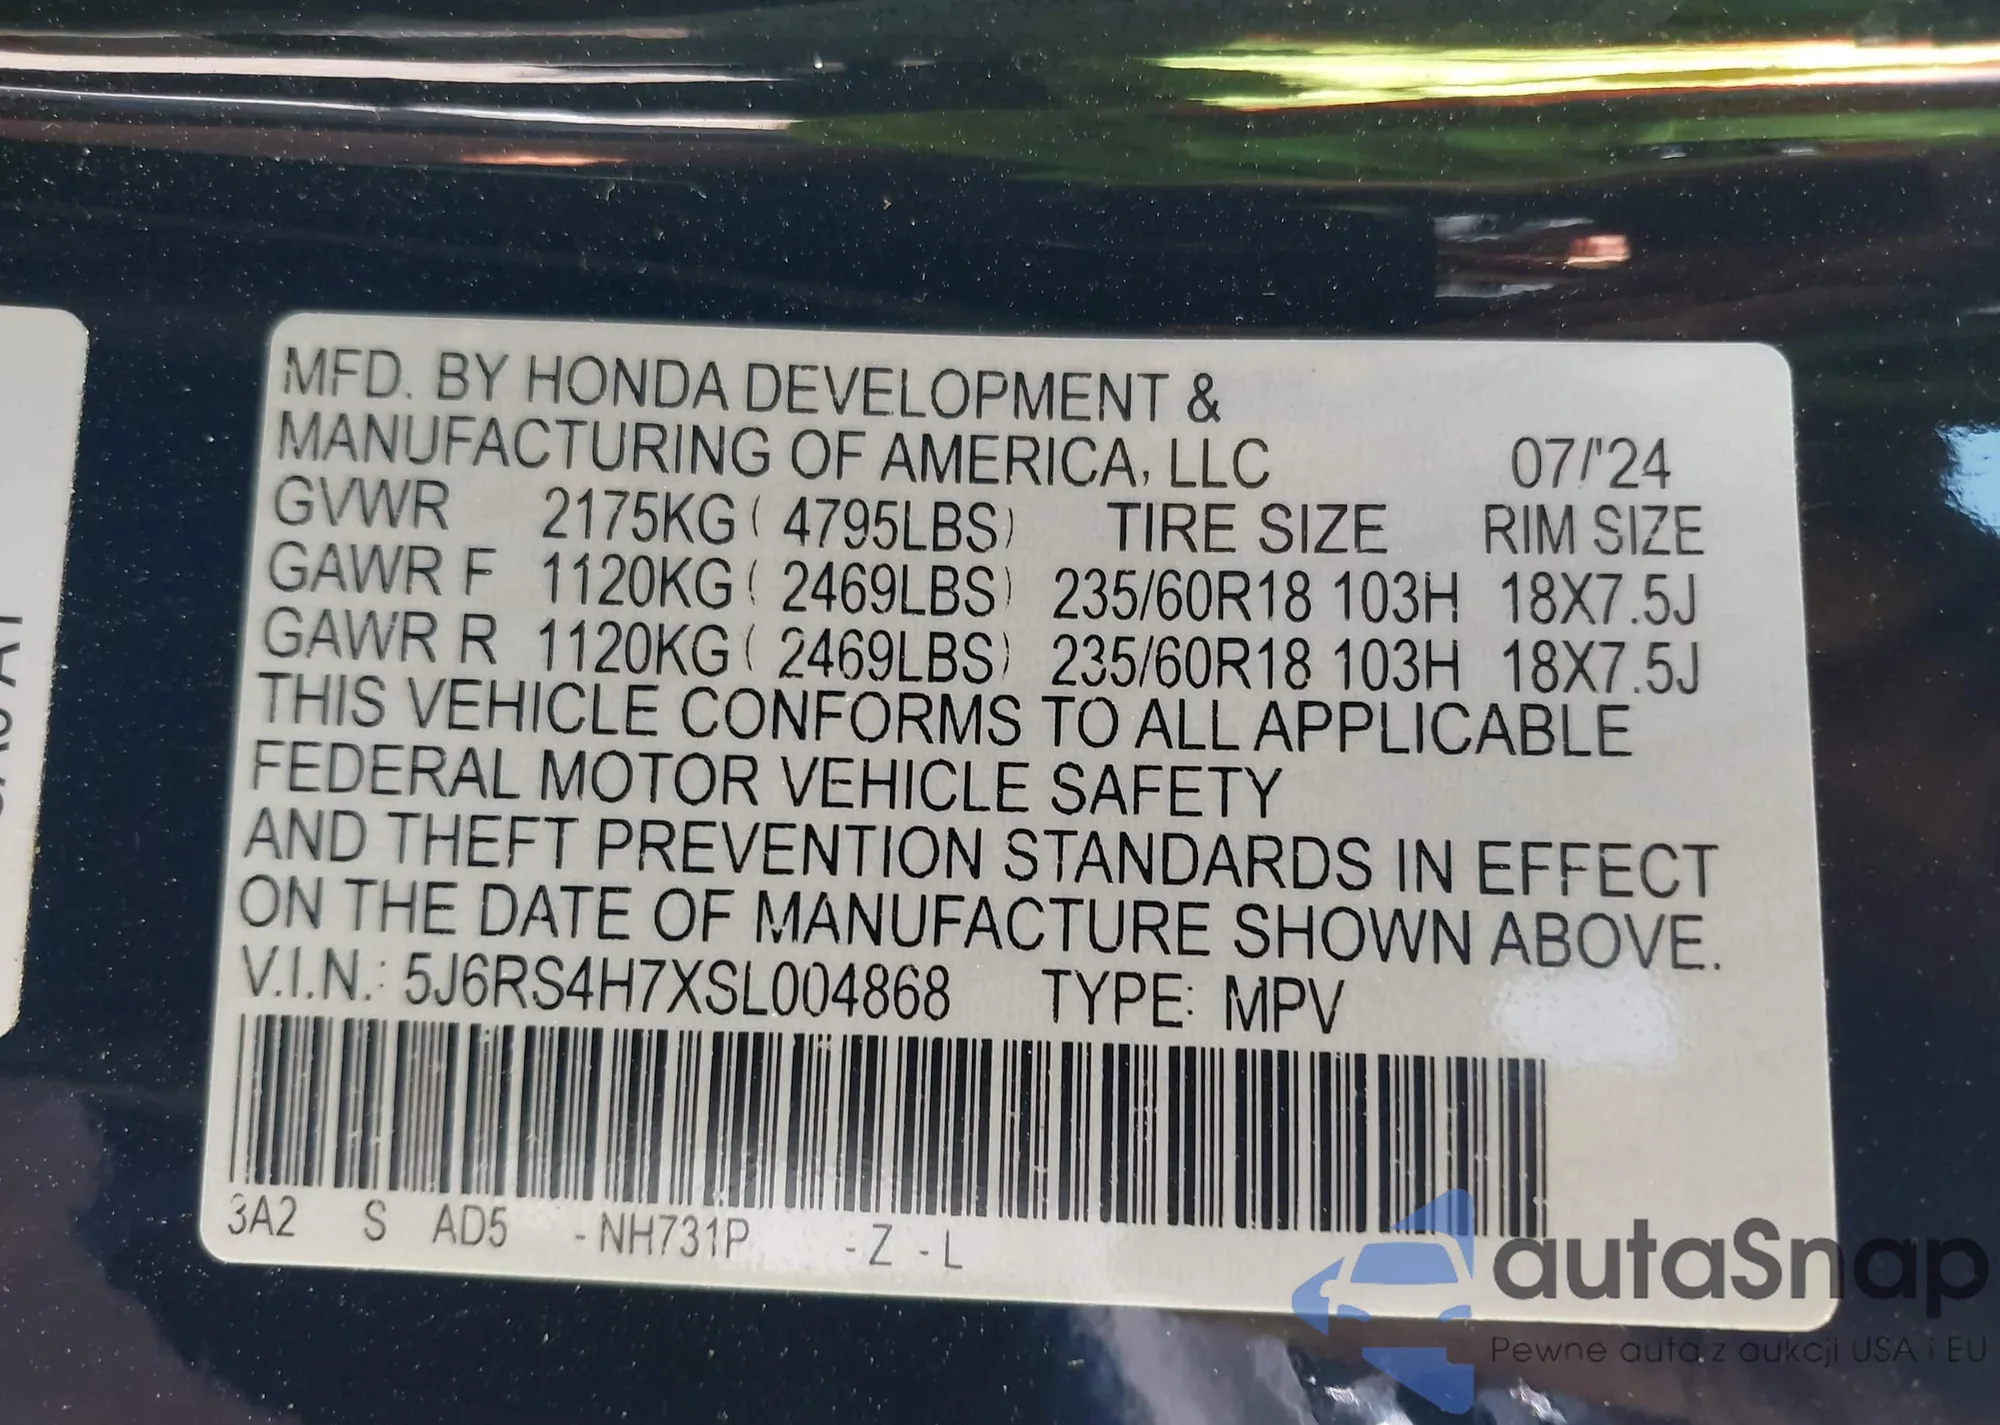 MFD. BY HONDA DEVELOPMENT &
MANUFACTURING OF AMERICA, LLC 07/'24
GVWR 2175KG ( 4795LBS) TIRE SIZE RIM SIZE
GAWR F 1120KG ( 2469LBS) 235/60R18 103H 18X7.5J
GAWR R 1120KG ( 2469LBS) 235/60R18 103H 18X7.5J
THIS VEHICLE CONFORMS TO ALL APPLICABLE
FEDERAL MOTOR VEHICLE SAFETY
AND THEFT PREVENTION STANDARDS IN EFFECT
ON THE DATE OF MANUFACTURE SHOWN ABOVE.
V.I.N.: 5J6RS4H7XSL004868 TYPE: MPV
3A2 S AD5 -NH731P -Z -L
autaSnap
Pewne auta z aukcji USA i EU